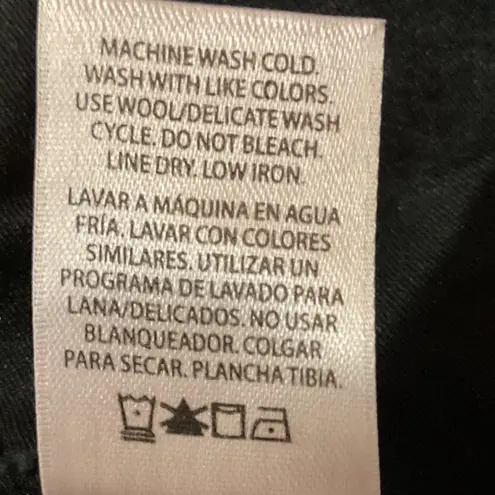 MACHINE WASH COLD.
WASH WITH LIKE COLORS.
USE WOOL/DELICATE WASH
CYCLE. DO NOT BLEACH.
LINE DRY. LOW IRON.
LAVAR A MÁQUINA EN AGUA
FRÍA. LAVAR CON COLORES
SIMILARES. UTILIZAR UN
PROGRAMA DE LAVADO PARA
LANA/DELICADOS. NO USAR
BLANQUEADOR. COLGAR
PARA SECAR. PLANCHA TIBIA.